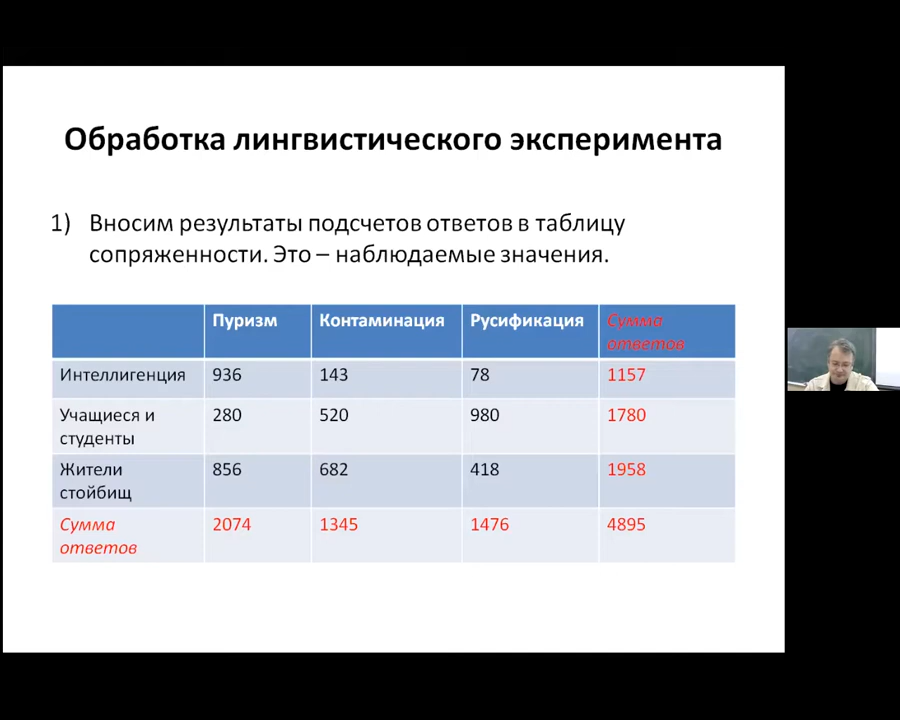 Обработка лингвистического эксперимента
1) Вносим результаты подсчетов ответов в таблицу
сопряженности. Это – наблюдаемые значения.
Пуризм Контаминация Русификация Сумма
ответов
Интеллигенция 936 143 78 1157
Учащиеся и 280 520 980 1780
студенты
Жители 856 682 418 1958
стойбищ
Сумма 2074 1345 1476 4895
ответов